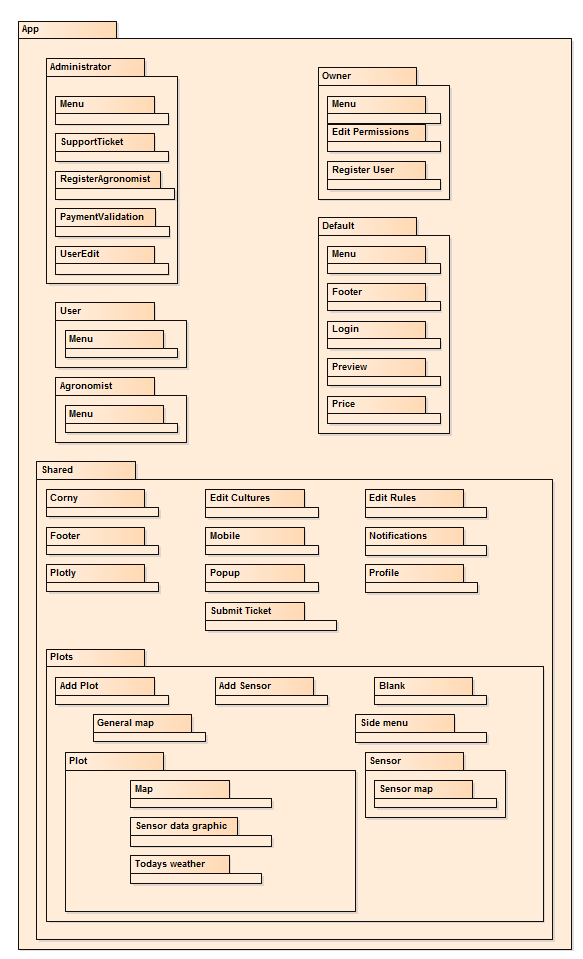 App
Administrator
Menu
SupportTicket
RegisterAgronomist
PaymentValidation
UserEdit
Owner
Menu
Edit Permissions
Register User
User
Menu
Agronomist
Menu
Default
Menu
Footer
Login
Preview
Price
Shared
Corny
Edit Cultures
Edit Rules
Footer
Mobile
Notifications
Plotly
Popup
Profile
Submit Ticket
Plots
Add Plot
Add Sensor
Blank
General map
Side menu
Plot
Map
Sensor data graphic
Todays weather
Sensor
Sensor map